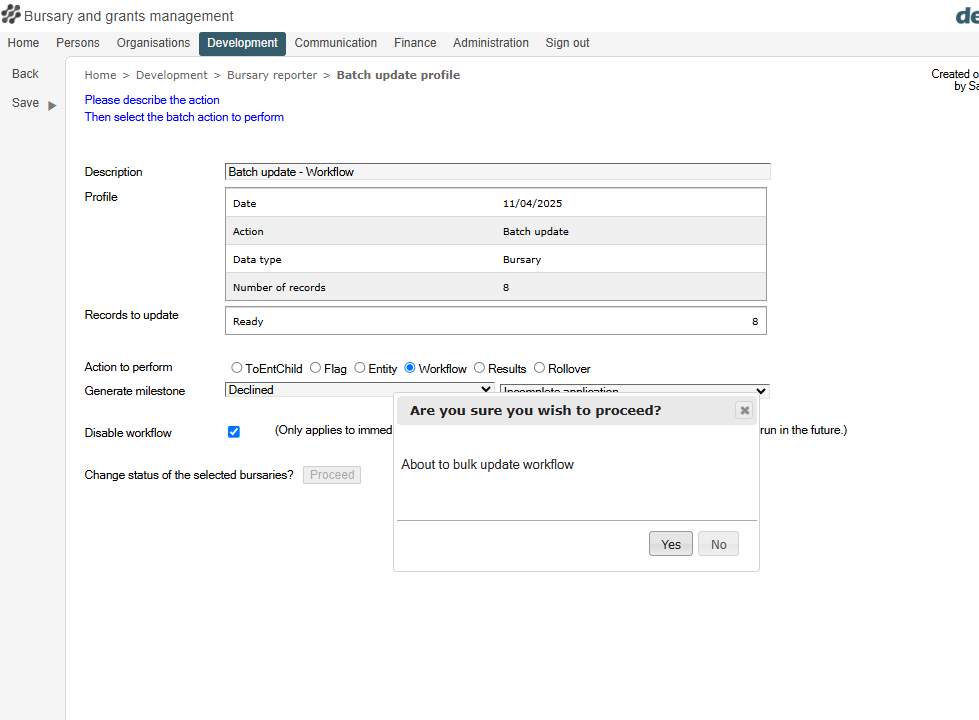 Bursary and grants management
de
Home Persons Organisations Development Communication Finance Administration Sign out
Back
Home > Development > Bursary reporter > Batch update profile
Created
by
Save
Please describe the action
Then select the batch action to perform
Description Batch update - Workflow
Profile
Date 11/04/2025
Action Batch update
Data type Bursary
Number of records 8
Records to update
Ready 8
Action to perform ToEntChild Flag Entity Workflow Results Rollover
Generate milestone Declined Incomplete application
Are you sure you wish to proceed?
Disable workflow (Only applies to immed run in the future.)
About to bulk update workflow
Change status of the selected bursaries? Proceed
Yes No